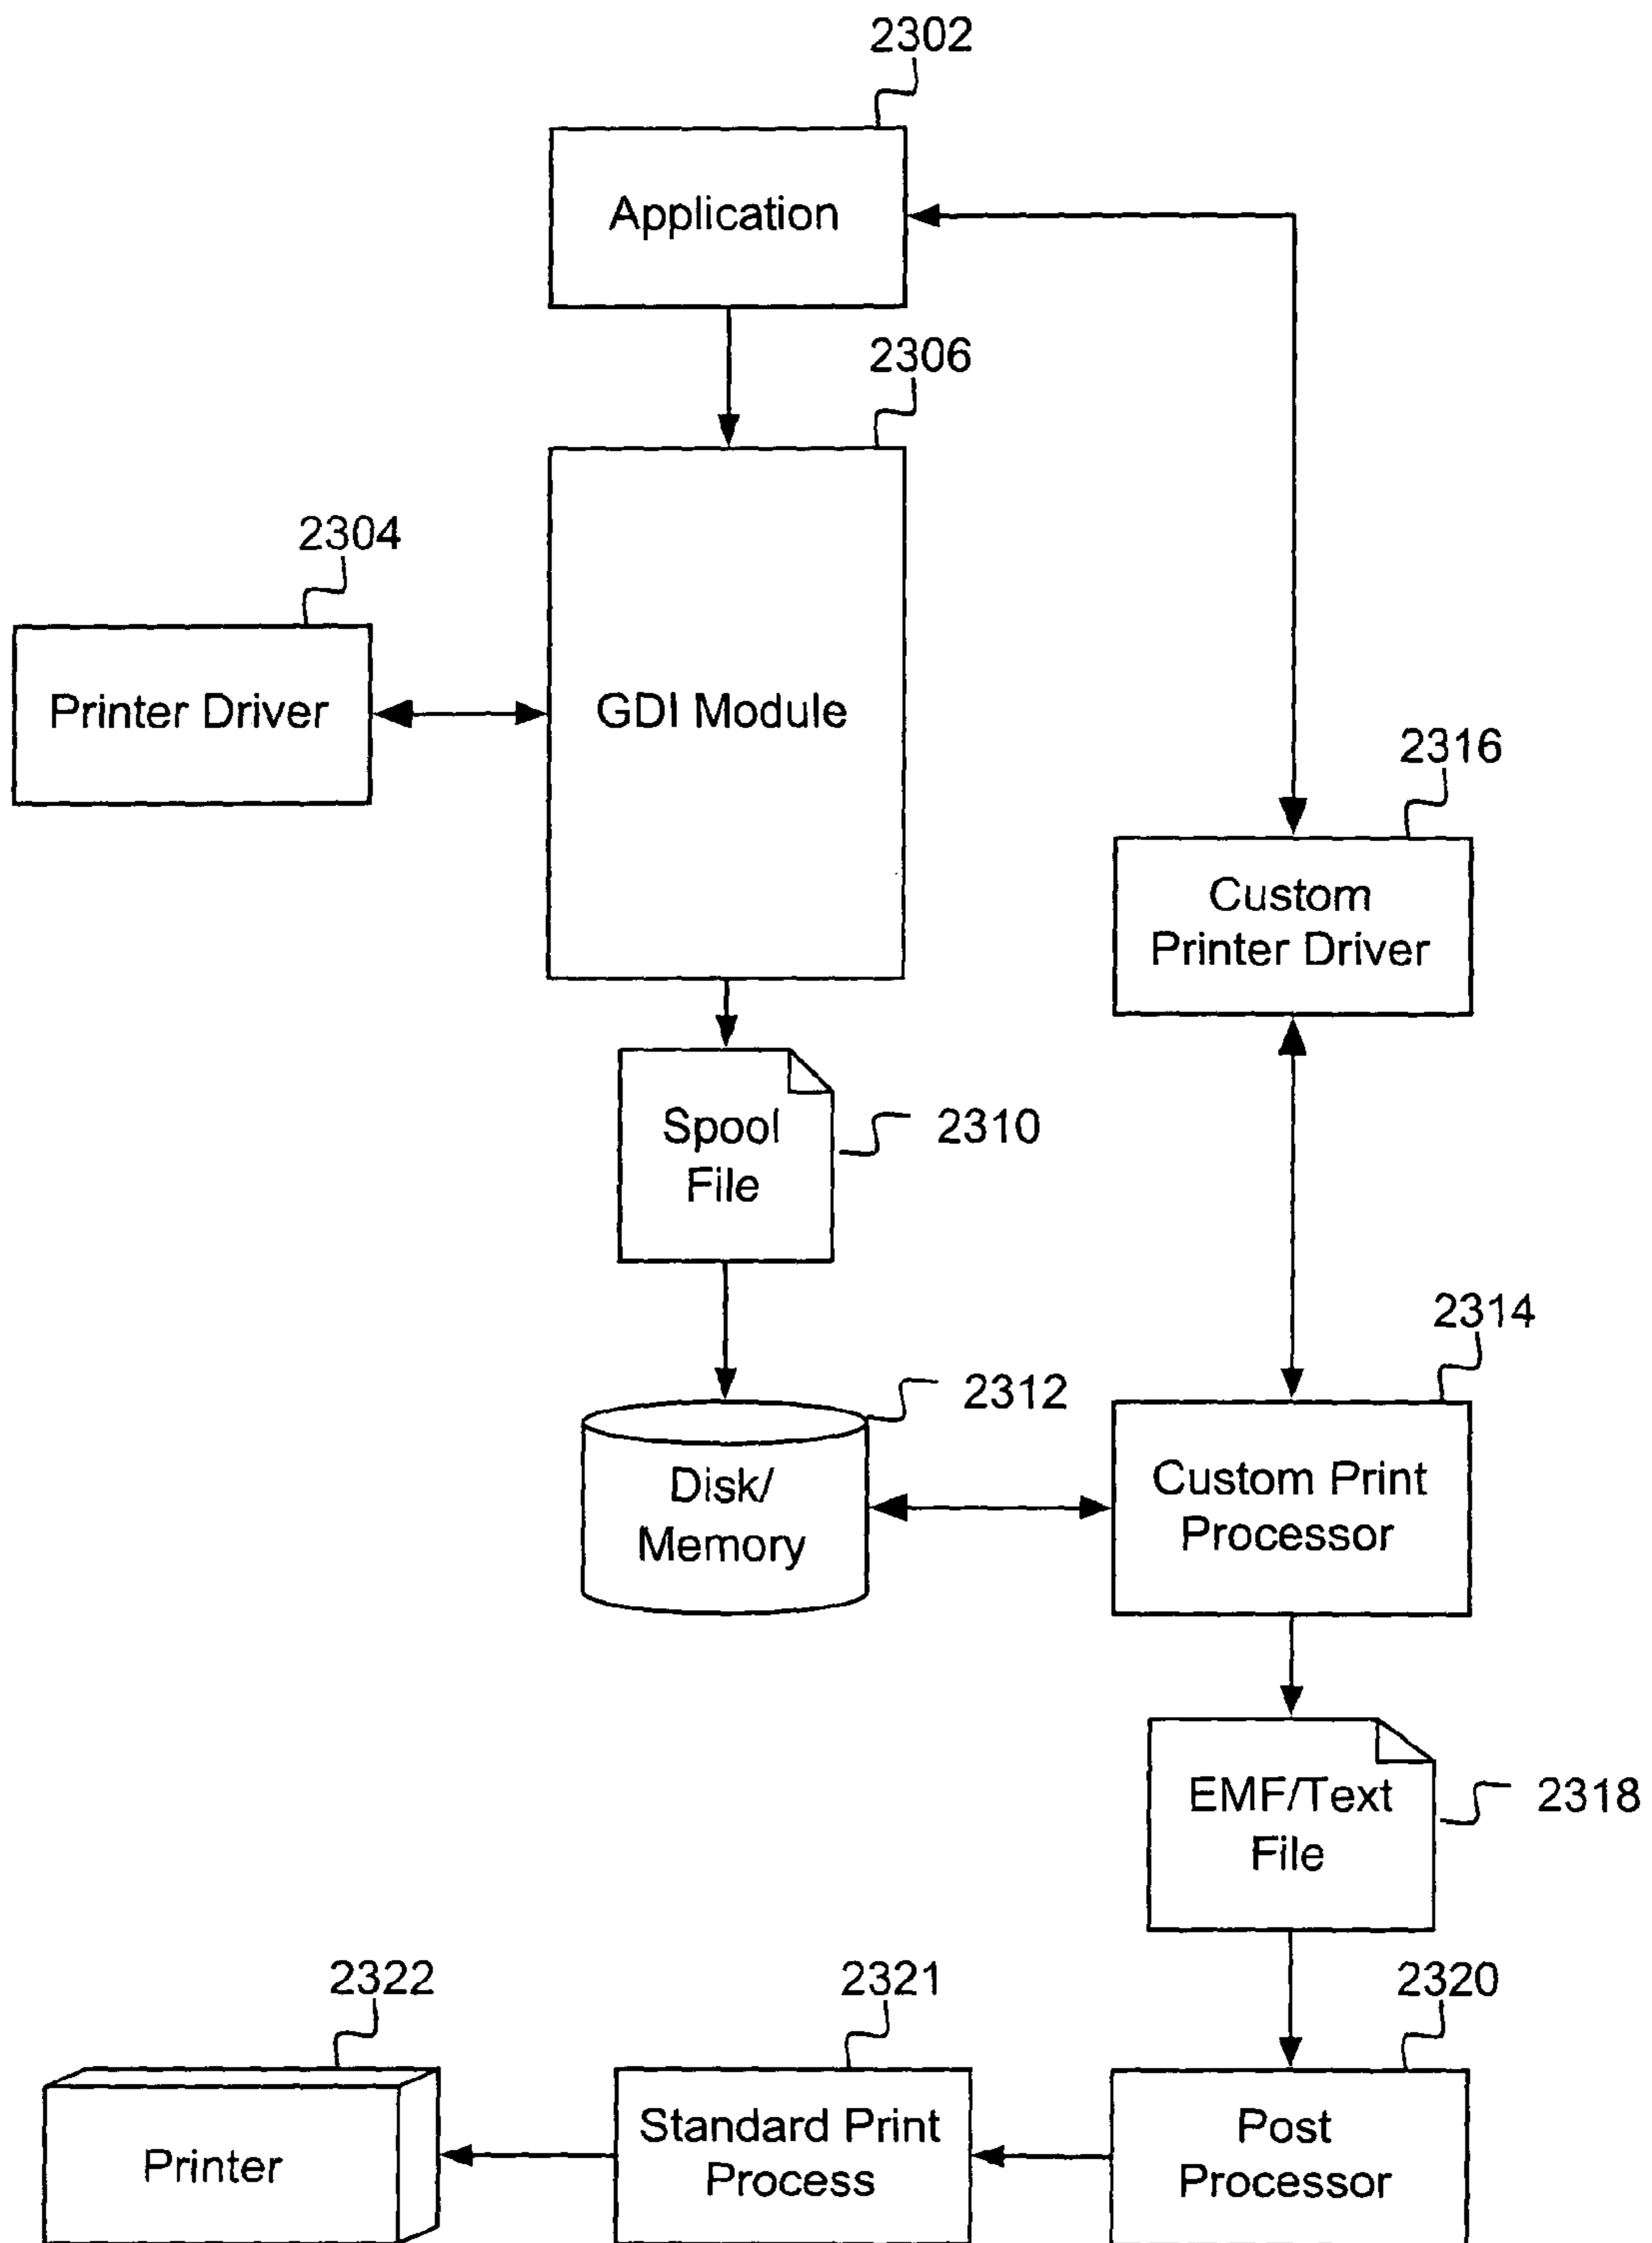 2302
Application
2306
2304
Printer Driver
GDI Module
2316
Custom
Printer Driver
Spool
File
2310
2314
2312
Disk/
Memory
Custom Print
Processor
EMF/Text
File
2318
2322
2321
2320
Printer
Standard Print
Process
Post
Processor